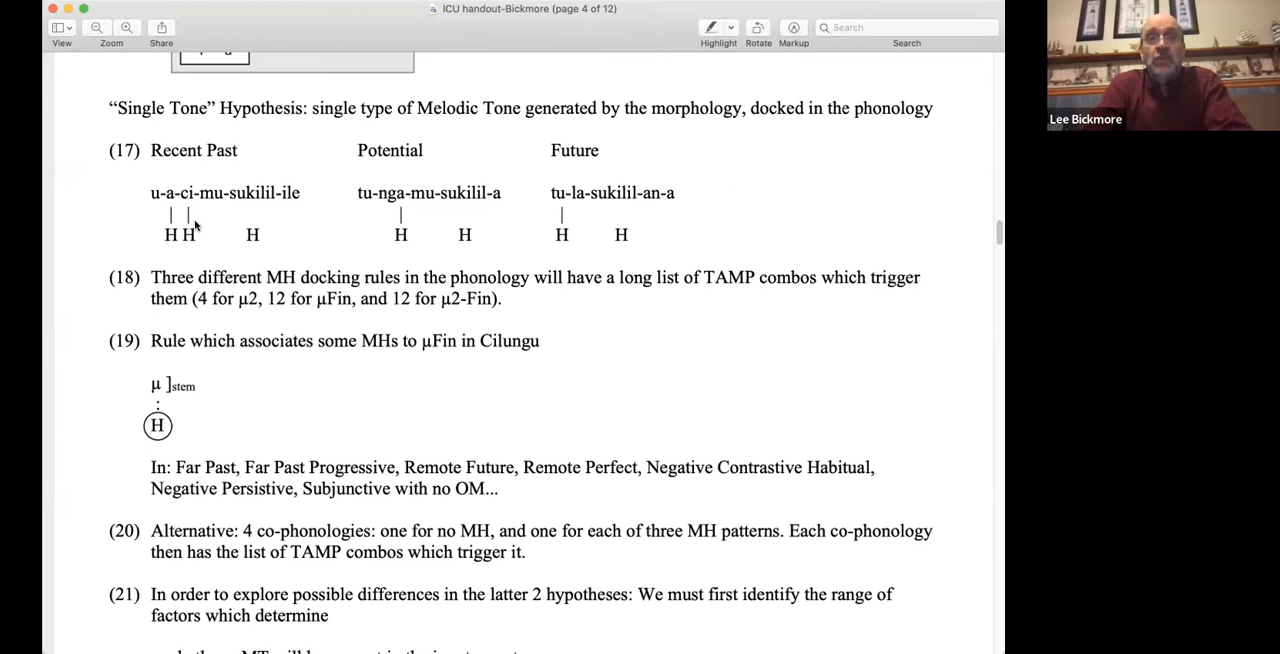 ICU handout-Bickmore (page 4 of 12)
View Zoom Share Highlight Rotate Markup Search Search
Lee Bickmore
“Single Tone” Hypothesis: single type of Melodic Tone generated by the morphology, docked in the phonology
(17) Recent Past Potential Future
u-a-ci-mu-sukilil-ile tu-nga-mu-sukilil-a tu-la-sukilil-an-a
H H H H H H H
(18) Three different MH docking rules in the phonology will have a long list of TAMP combos which trigger
them (4 for μ2, 12 for μFin, and 12 for μ2-Fin).
(19) Rule which associates some MHs to μFin in Cilungu
μ ]stem
H
In: Far Past, Far Past Progressive, Remote Future, Remote Perfect, Negative Contrastive Habitual,
Negative Persistive, Subjunctive with no OM...
(20) Alternative: 4 co-phonologies: one for no MH, and one for each of three MH patterns. Each co-phonology
then has the list of TAMP combos which trigger it.
(21) In order to explore possible differences in the latter 2 hypotheses: We must first identify the range of
factors which determine